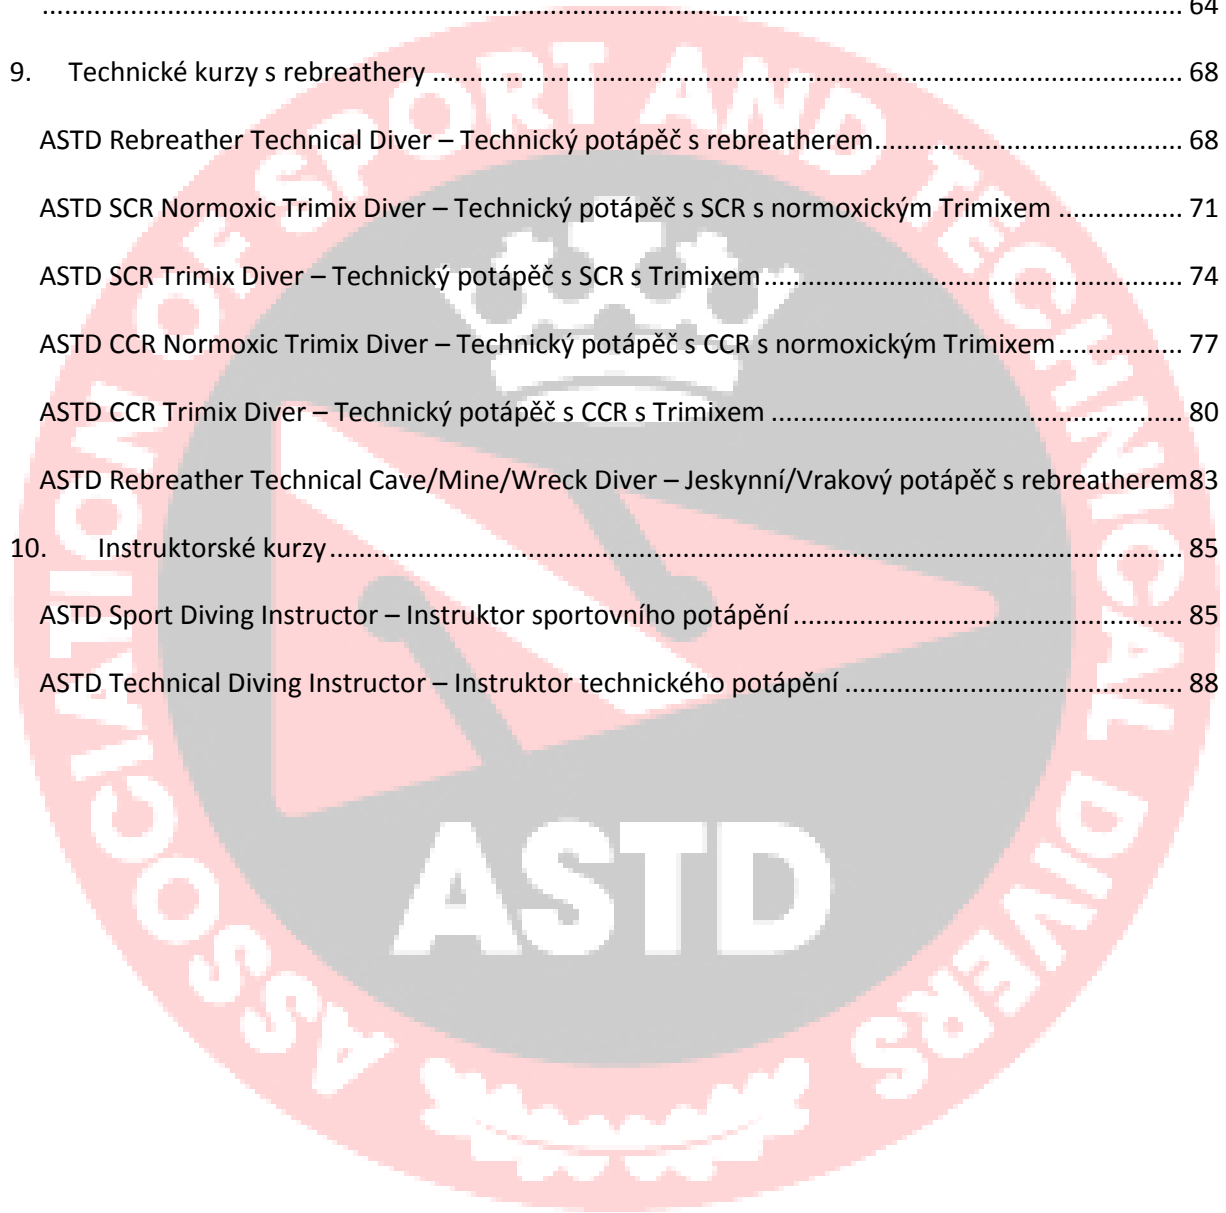 ........................................................................................................................................................ 64
9. Technické kurzy s rebreathery .................................................................................................... 68
ASTD Rebreather Technical Diver – Technický potápěč s rebreatherem......................................... 68
ASTD SCR Normoxic Trimix Diver – Technický potápěč s SCR s normoxickým Trimixem ................ 71
ASTD SCR Trimix Diver – Technický potápěč s SCR s Trimixem ........................................................ 74
ASTD CCR Normoxic Trimix Diver – Technický potápěč s CCR s normoxickým Trimixem................ 77
ASTD CCR Trimix Diver – Technický potápěč s CCR s Trimixem ....................................................... 80
ASTD Rebreather Technical Cave/Mine/Wreck Diver – Jeskynní/Vrakový potápěč s rebreatherem83
10. Instruktorské kurzy .................................................................................................................. 85
ASTD Sport Diving Instructor – Instruktor sportovního potápění .................................................... 85
ASTD Technical Diving Instructor – Instruktor technického potápění ............................................. 88
ASSOCIATION OF SPORT AND TECHNICAL DIVERS
ASTD